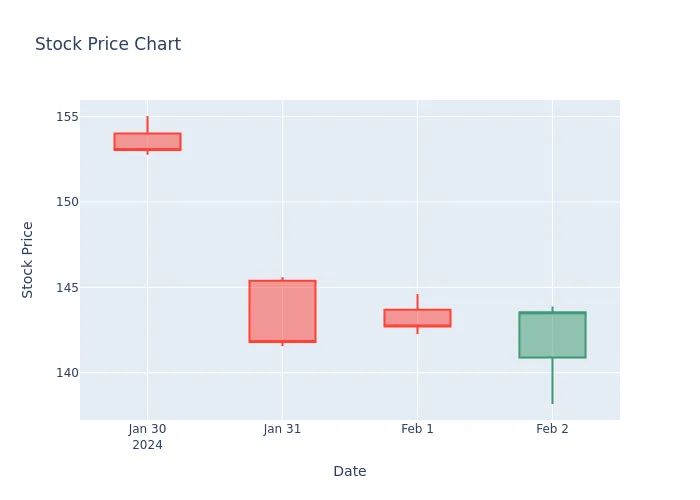 Stock Price Chart
155
150
145
140
Stock Price
Jan 30
2024
Jan 31
Feb 1
Feb 2
Date